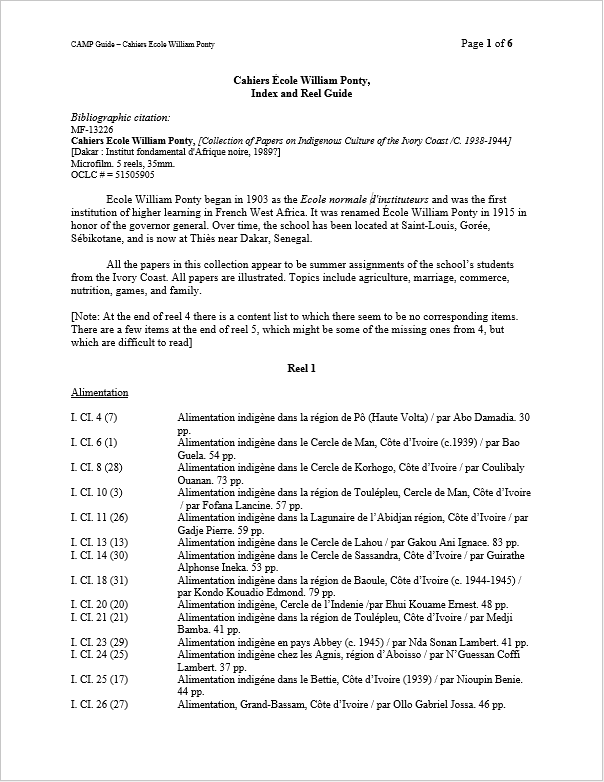 CAMP Guide – Cahiers Ecole William Ponty
Page 1 of 6
Cahiers École William Ponty,
Index and Reel Guide
Bibliographic citation:
MF-13226
Cahiers Ecole William Ponty, [Collection of Papers on Indigenous Culture of the Ivory Coast /C. 1938-1944]
[Dakar : Institut fondamental d'Afrique noire, 1989?]
Microfilm. 5 reels, 35mm.
OCLC # = 51505905
Ecole William Ponty began in 1903 as the Ecole normale d'instituteurs and was the first
institution of higher learning in French West Africa. It was renamed École William Ponty in 1915 in
honor of the governor general. Over time, the school has been located at Saint-Louis, Gorée,
Sébikotane, and is now at Thiès near Dakar, Senegal.
All the papers in this collection appear to be summer assignments of the school's students
from the Ivory Coast. All papers are illustrated. Topics include agriculture, marriage, commerce,
nutrition, games, and family.
[Note: At the end of reel 4 there is a content list to which there seem to be no corresponding items.
There are a few items at the end of reel 5, which might be some of the missing ones from 4, but
which are difficult to read]
Reel 1
Alimentation
I. CI. 4 (7) Alimentation indigène dans la région de Pô (Haute Volta) / par Abo Damadia. 30
pp.
I. CI. 6 (1) Alimentation indigène dans le Cercle de Man, Côte d'Ivoire (c.1939) / par Bao
Guela. 54 pp.
I. CI. 8 (28) Alimentation indigène dans le Cercle de Korhogo, Côte d'Ivoire / par Coulibaly
Ouanan. 73 pp.
I. CI. 10 (3) Alimentation indigène dans la région de Toulépleu, Cercle de Man, Côte d'Ivoire
/ par Fofana Lancine. 57 pp.
I. CI. 11 (26) Alimentation indigène dans la Lagunaire de l'Abidjan région, Côte d'Ivoire / par
Gadje Pierre. 59 pp.
I. CI. 13 (13) Alimentation indigène dans le Cercle de Lahou / par Gakou Ani Ignace. 83 pp.
I. CI. 14 (30) Alimentation indigène dans le Cercle de Sassandra, Côte d'Ivoire / par Guirathe
Alphonse Ineka. 53 pp.
I. CI. 18 (31) Alimentation indigène dans la région de Baoule, Côte d'Ivoire (c. 1944-1945) /
par Kondo Kouadio Edmond. 79 pp.
I. CI. 20 (20) Alimentation indigène, Cercle de l'Indenie /par Ehui Kouame Ernest. 48 pp.
I. CI. 21 (21) Alimentation indigène dans la région de Toulépleu, Côte d'Ivoire / par Medji
Bamba. 41 pp.
I. CI. 23 (29) Alimentation indigène en pays Abbey (c. 1945) / par Nda Sonan Lambert. 41 pp.
I. CI. 24 (25) Alimentation indigène chez les Agnis, région d'Aboisso / par N'Guessan Coffi
Lambert. 37 pp.
I. CI. 25 (17) Alimentation indigéne dans le Bettie, Côte d'Ivoire (1939) / par Nioupin Benie.
44 pp.
I. CI. 26 (27) Alimentation, Grand-Bassam, Côte d'Ivoire / par Ollo Gabriel Jossa. 46 pp.